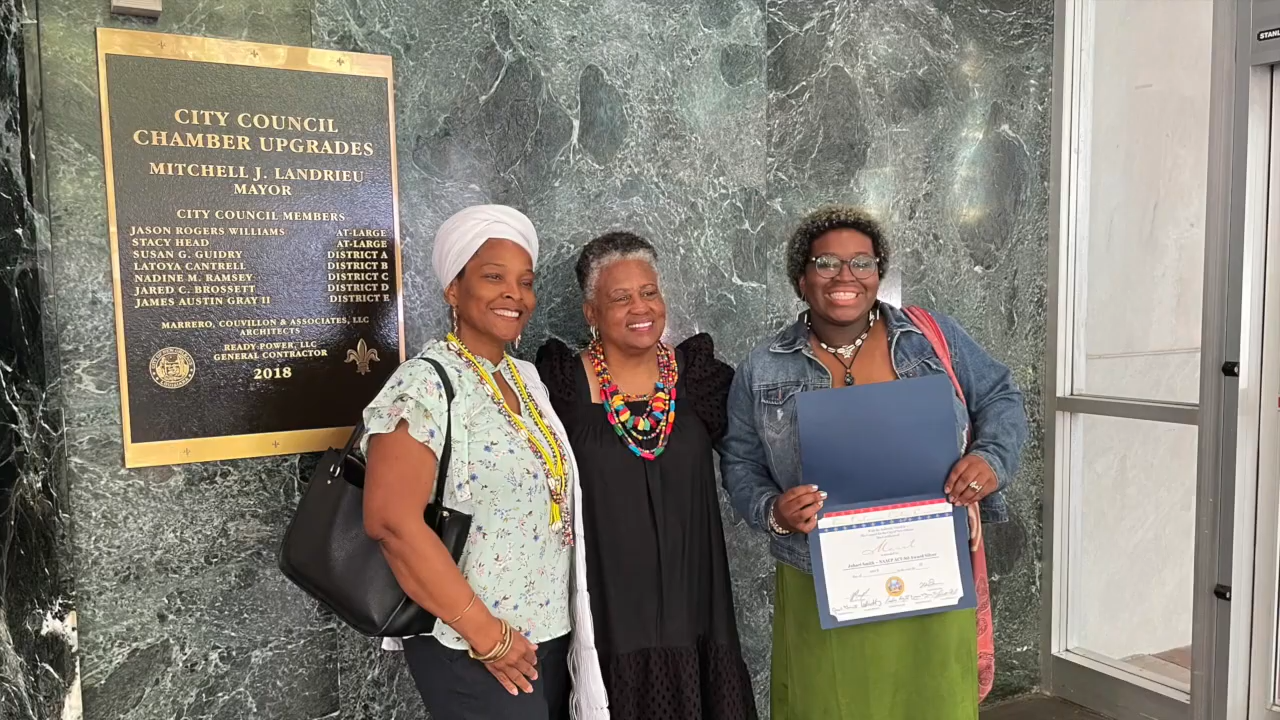 CITY COUNCIL
CHAMBER UPGRADES
MITCHELL J. LANDRIEU
MAYOR
CITY COUNCIL MEMBERS
JASON ROGERS WILLIAMS AT-LARGE
STACY HEAD AT-LARGE
SUSAN G. GUIDRY DISTRICT A
LATOYA CANTRELL DISTRICT B
NADINE M. RAMSEY DISTRICT C
JARED C. BROSSETT DISTRICT D
JAMES AUSTIN GRAY II DISTRICT E
MARRERO, COUVILLON & ASSOCIATES, LLC
ARCHITECTS
READY POWER, LLC
GENERAL CONTRACTOR
2018